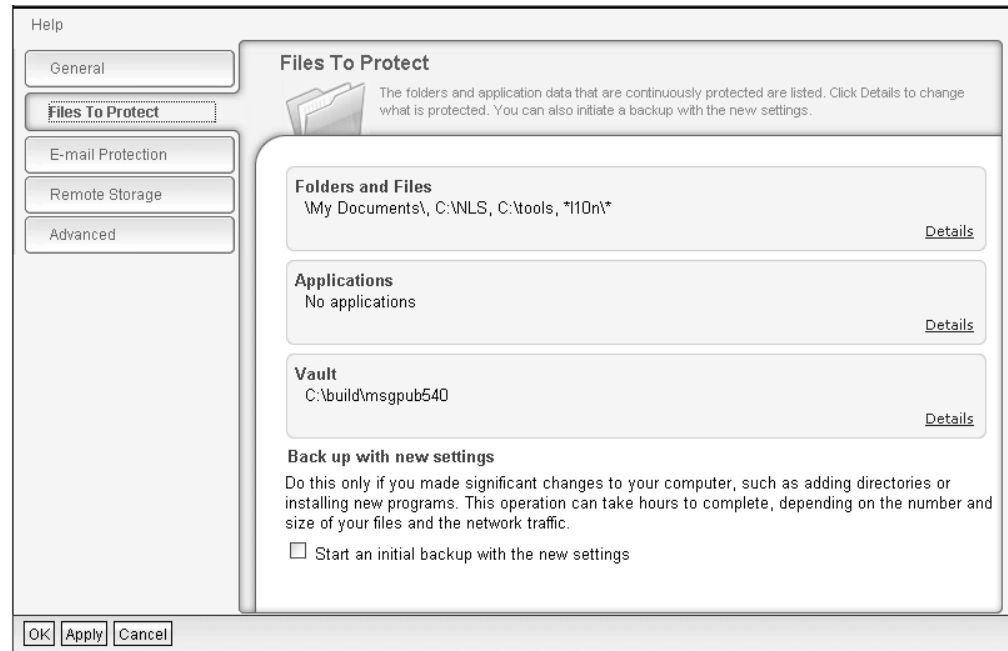 Help
General
Files To Protect
E-mail Protection
Remote Storage
Advanced
Files To Protect
The folders and application data that are continuously protected are listed. Click Details to change
what is protected. You can also initiate a backup with the new settings.
Folders and Files
\My Documents\, C:\NLS, C:\tools, *l10n\*
Details
Applications
No applications
Details
Vault
C:\build\msgpub540
Details
Back up with new settings
Do this only if you made significant changes to your computer, such as adding directories or
installing new programs. This operation can take hours to complete, depending on the number and
size of your files and the network traffic.
Start an initial backup with the new settings
OK Apply Cancel